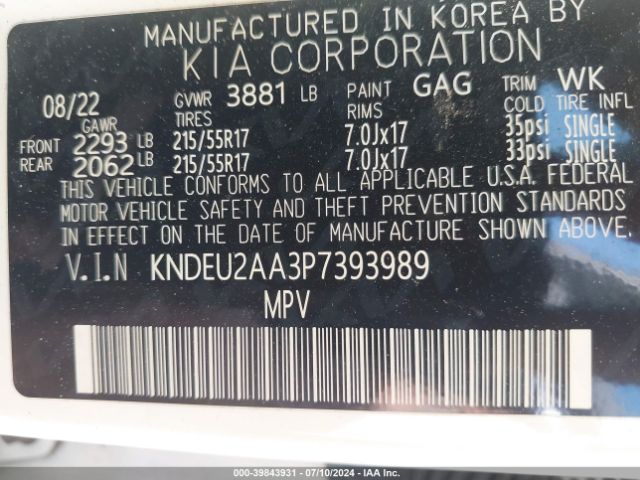 MANUFACTURED IN KOREA BY
KIA CORPORATION
08/22 GVWR 3881 LB PAINT GAG TRIM WK
GAWR TIRES RIMS COLD TIRE INFL
FRONT 2293 LB 215/55R17 7.0Jx17 35psi SINGLE
REAR 2062 LB 215/55R17 7.0Jx17 33psi SINGLE
THIS VEHICLE CONFORMS TO ALL APPLICABLE U.S.A. FEDERAL
MOTOR VEHICLE SAFETY AND THEFT PREVENTION STANDARDS
IN EFFECT ON THE DATE OF MANUFACTURE SHOWN ABOVE.
V.I.N KNDEU2AA3P7393989
MPV
000-39843931 - 07/10/2024 - IAA Inc.